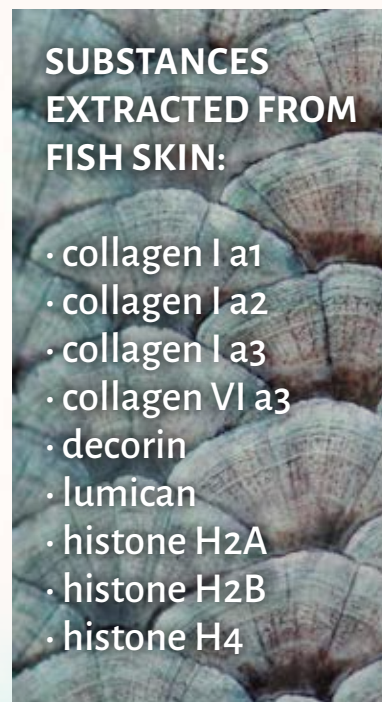 SUBSTANCES
EXTRACTED FROM
FISH SKIN:
· collagen I a1
· collagen I a2
· collagen I a3
· collagen VI a3
· decorin
· lumican
· histone H2A
· histone H2B
· histone H4